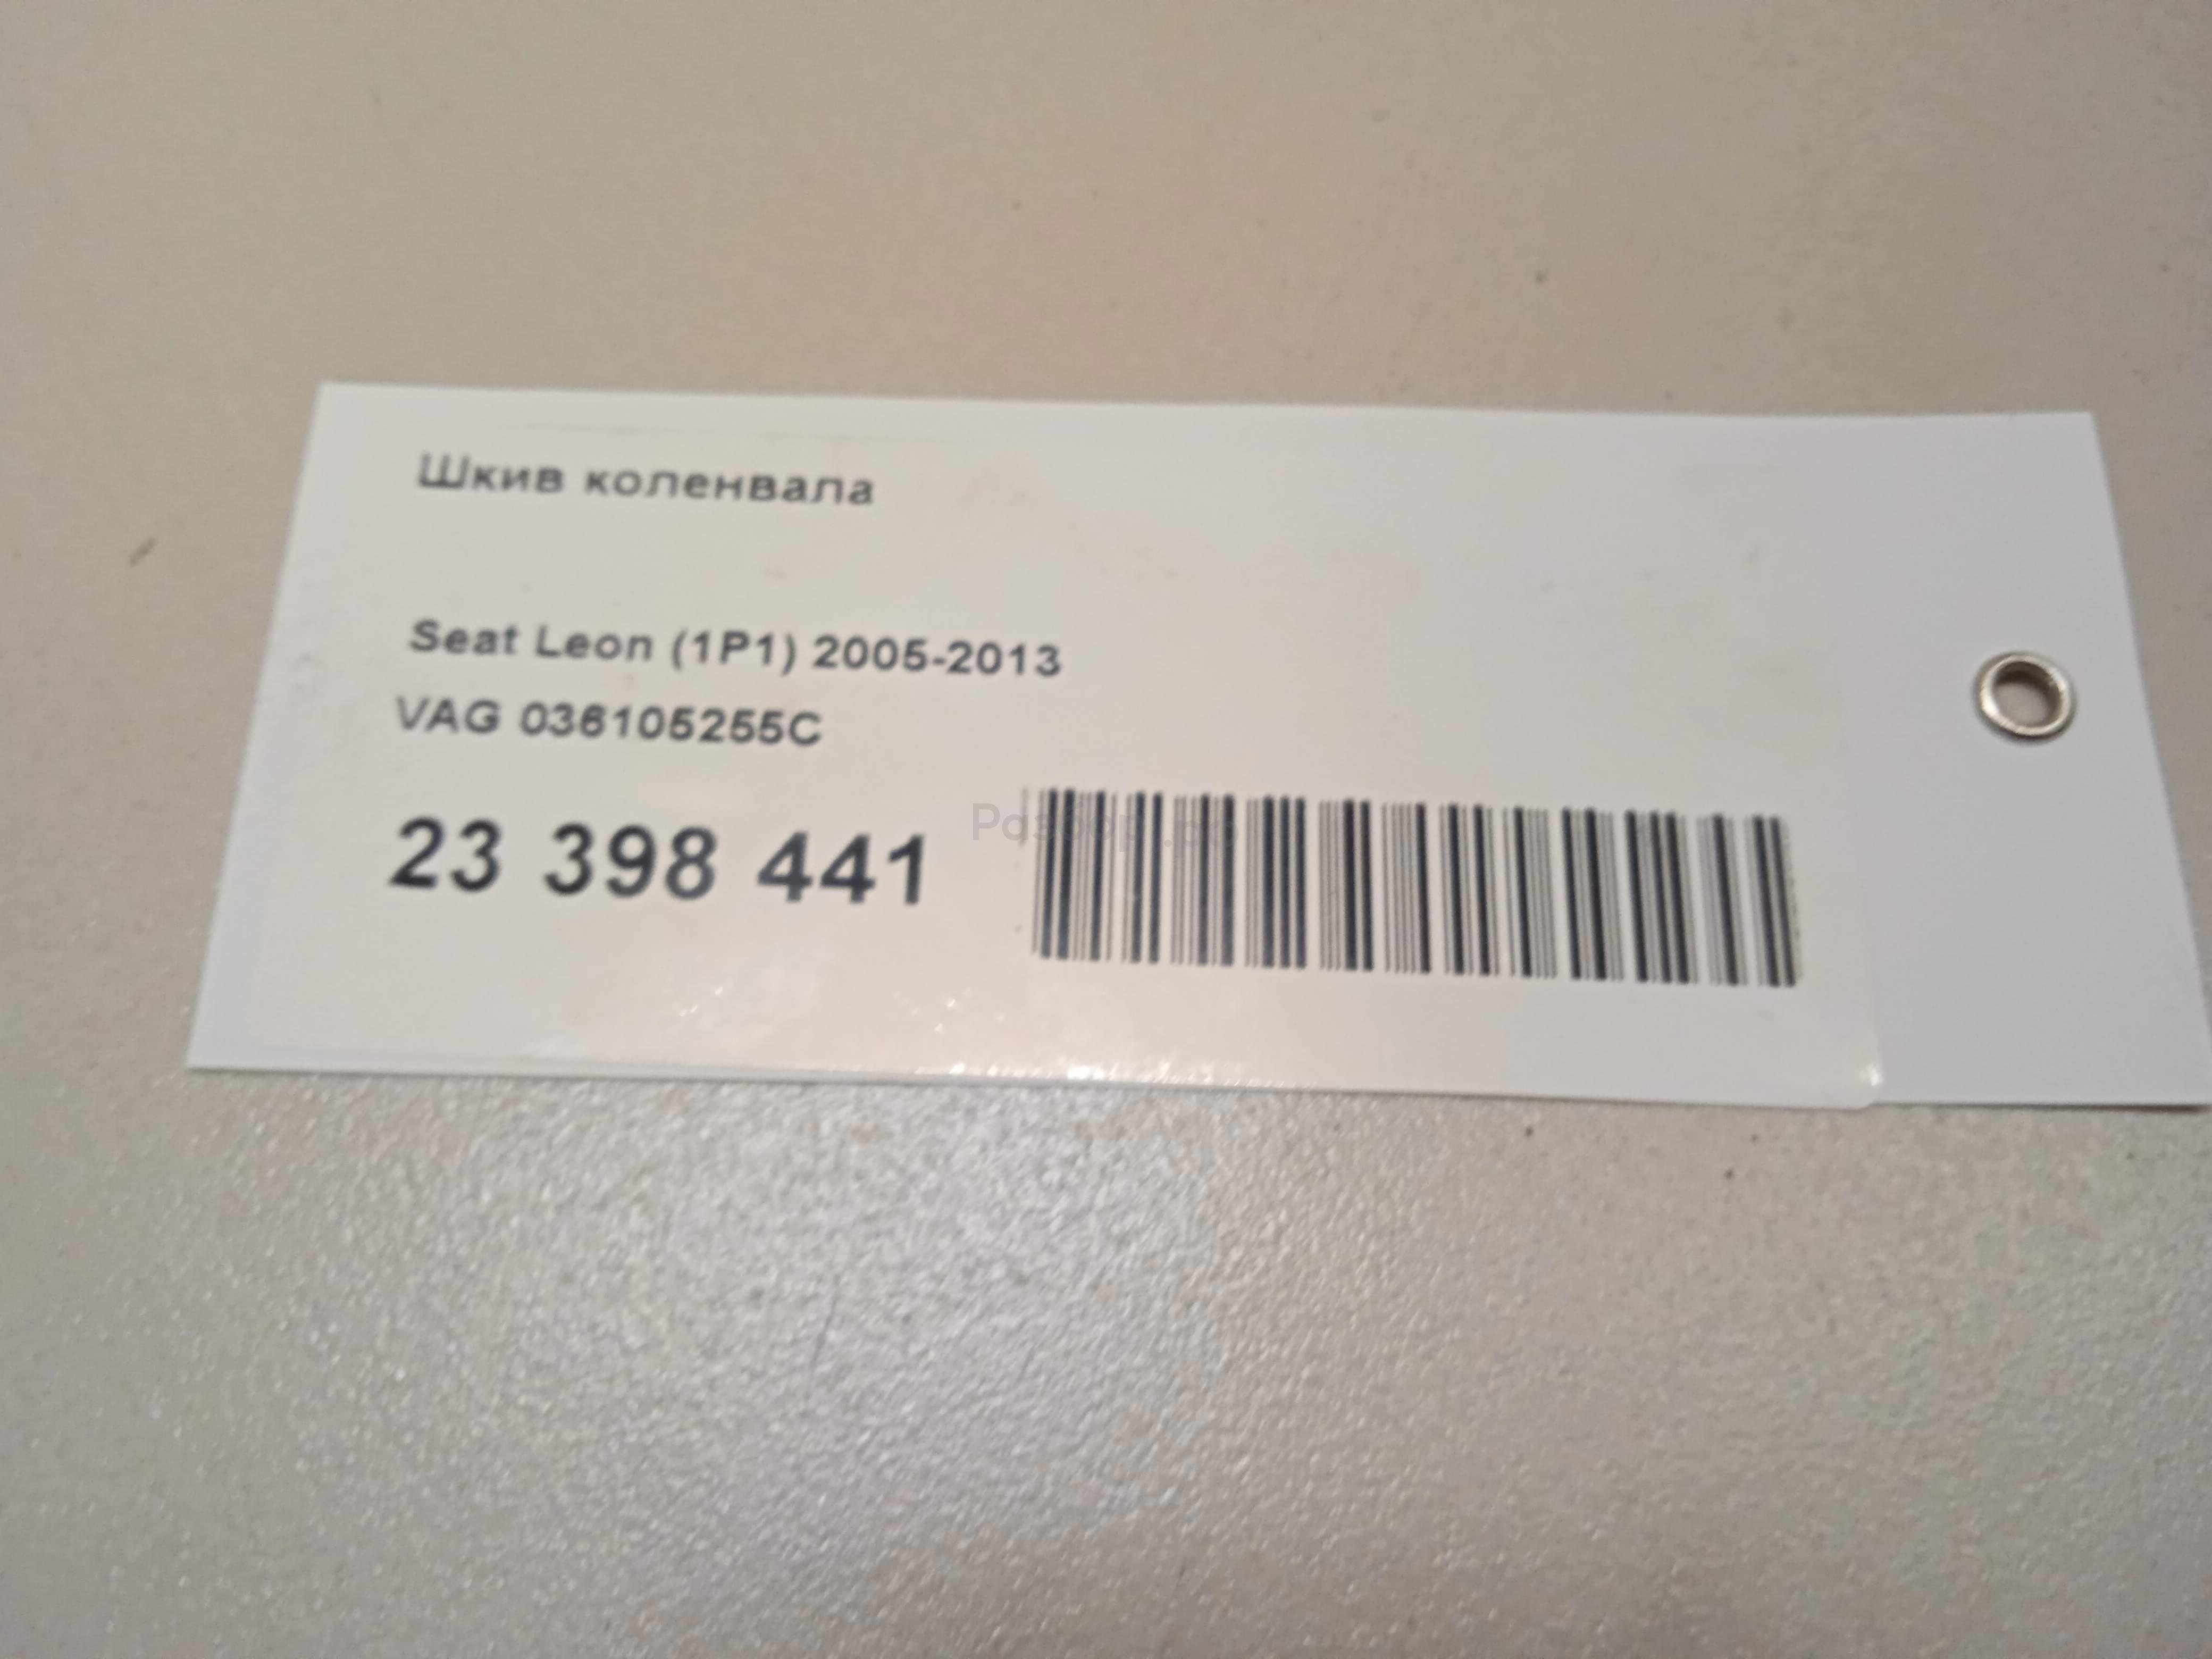 Шкив коленвала
Seat Leon (1P1) 2005-2013
VAG 036105255C
23 398 441